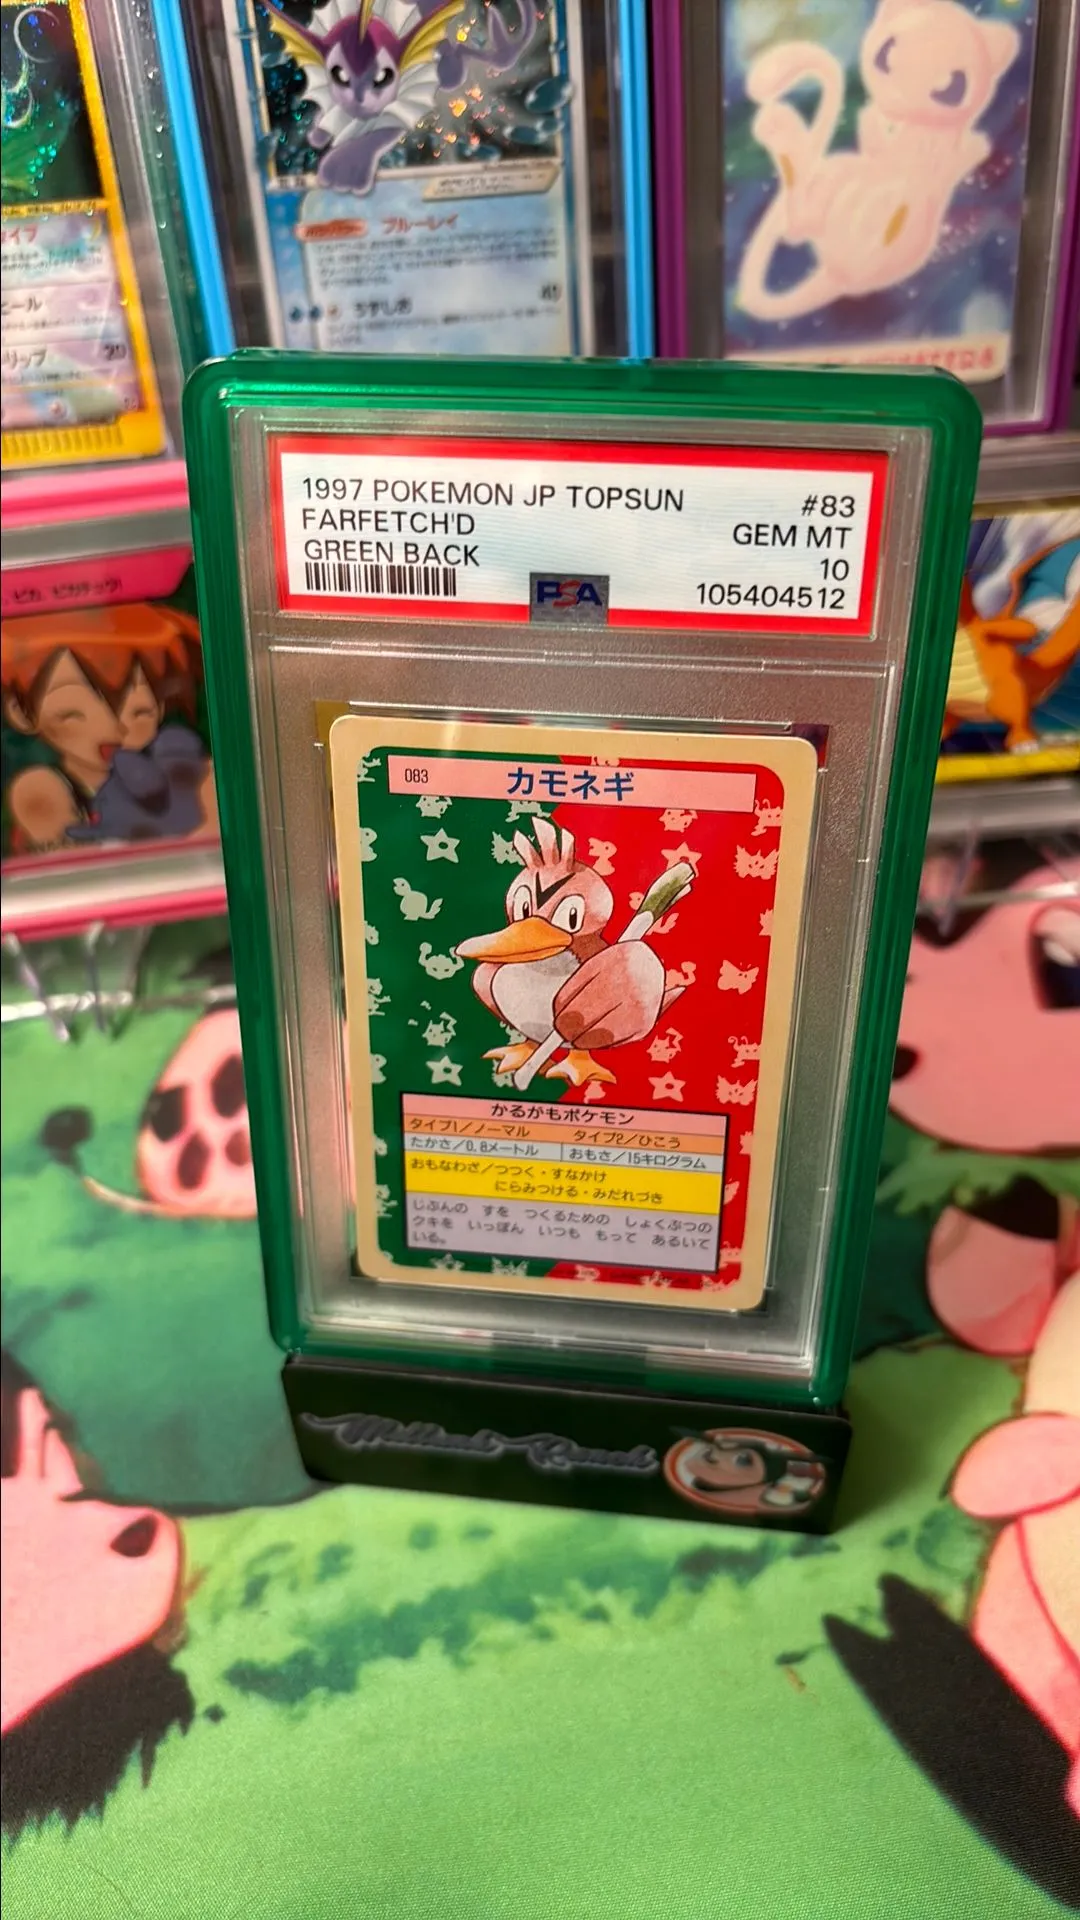 ブルーレイ
1997 POKEMON JP TOPSUN #83
FARFETCH'D GEM MT
GREEN BACK 10
PSA 105404512
083 カモネギ
かるがもポケモン
タイプ1/ノーマル タイプ2/ひこう
たかさ/0.8メートル おもさ/15キログラム
おもなわざ/つつく・すなかけ
にらみつける・みだれづき
じぶんの すを つくるための しょくぶつの
クキを いっぽん いつも もって あるいて
いる。